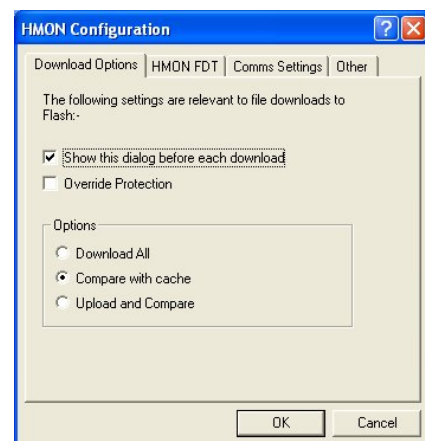 HMON Configuration
Download Options HMON FDT Comms Settings Other
The following settings are relevant to file downloads to
Flash:-
Show this dialog before each download
Override Protection
Options
Download All
Compare with cache
Upload and Compare
OK Cancel